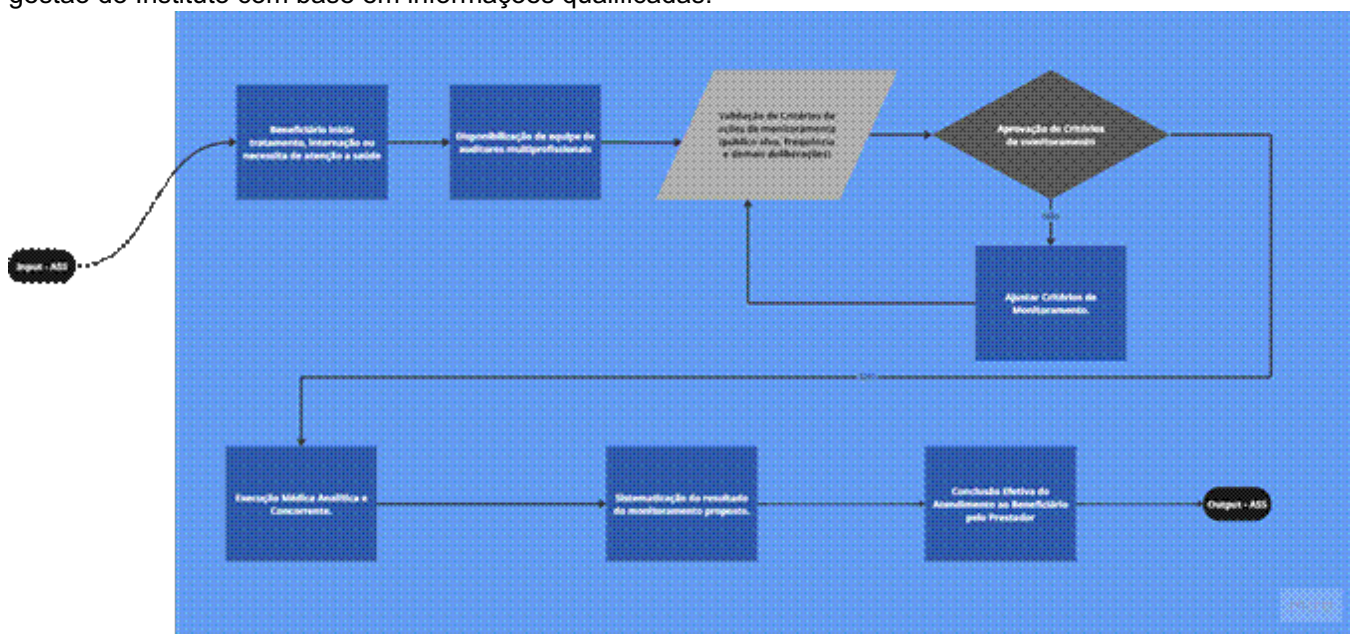 gestão do Instituto com base em informações qualificadas.
Beneficiário inicia
tratamento, internação ou
necessita de atenção a saúde
Disponibilização de equipe de
auditores multiprofissionais
Validação de Critérios de
ações de monitoramento
(público alvo, frequência
e demais deliberações)
Aprovação de Critérios
de monitoramento
não
Input - ASS
Ajustar Critérios de
Monitoramento.
sim
Execução Médica Analítica e
Concorrente.
Sistematização do resultado
do monitoramento proposto.
Conclusão Efetiva do
Atendimento ao Beneficiário
pelo Prestador
Output - ASS